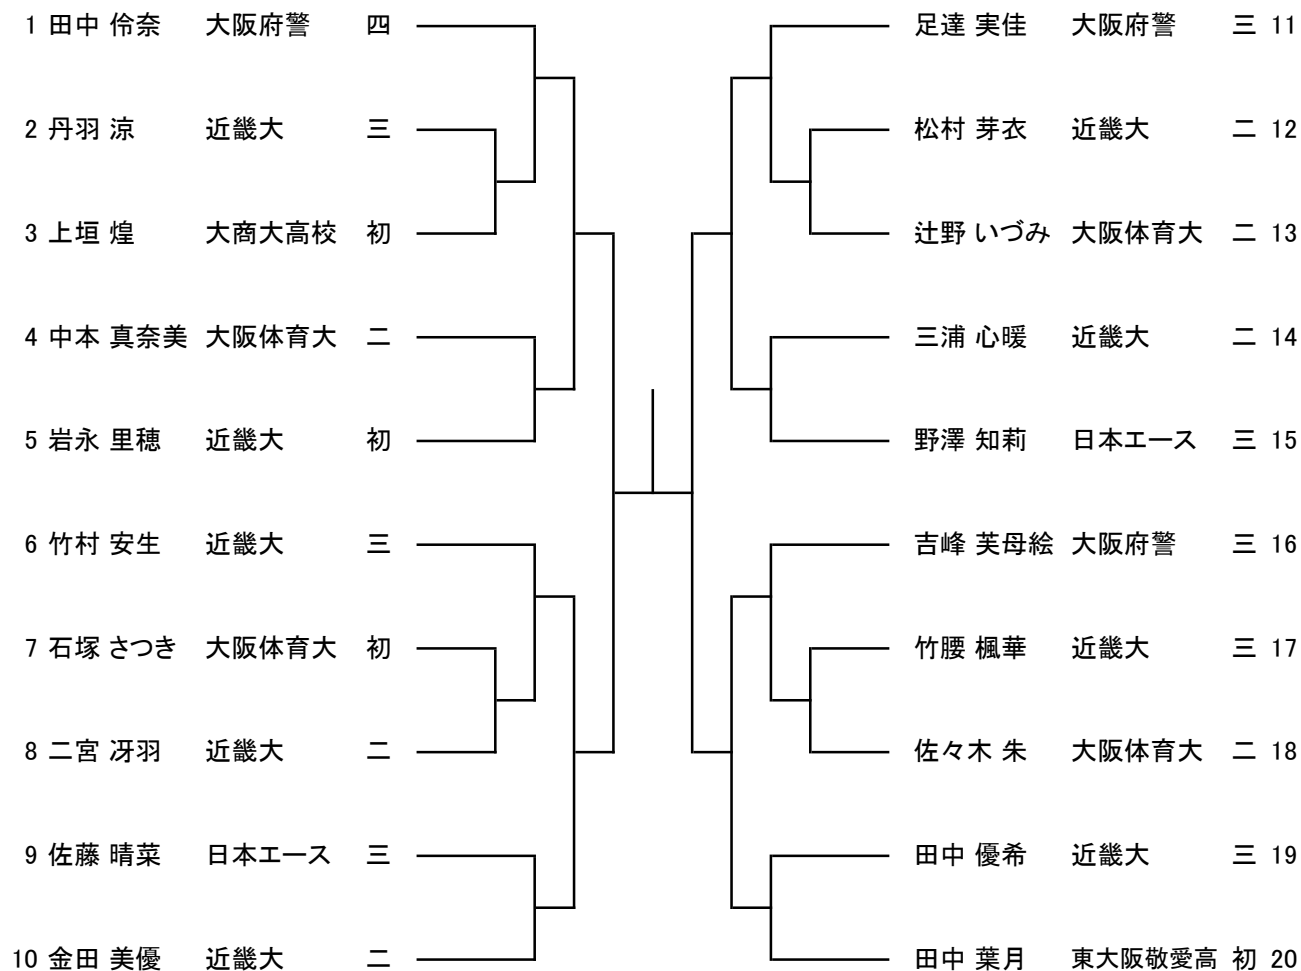 1 田中 伶奈 大阪府警 四
2 丹羽 涼 近畿大 三
3 上垣 煌 大商大高校 初
4 中本 真奈美 大阪体育大 二
5 岩永 里穂 近畿大 初
6 竹村 安生 近畿大 三
7 石塚 さつき 大阪体育大 初
8 二宮 冴羽 近畿大 二
9 佐藤 晴菜 日本エース 三
10 金田 美優 近畿大 二
足達 実佳 大阪府警 三 11
松村 芽衣 近畿大 二 12
辻野 いづみ 大阪体育大 二 13
三浦 心暖 近畿大 二 14
野澤 知莉 日本エース 三 15
吉峰 芙母絵 大阪府警 三 16
竹腰 楓華 近畿大 三 17
佐々木 朱 大阪体育大 二 18
田中 優希 近畿大 三 19
田中 葉月 東大阪敬愛高 初 20